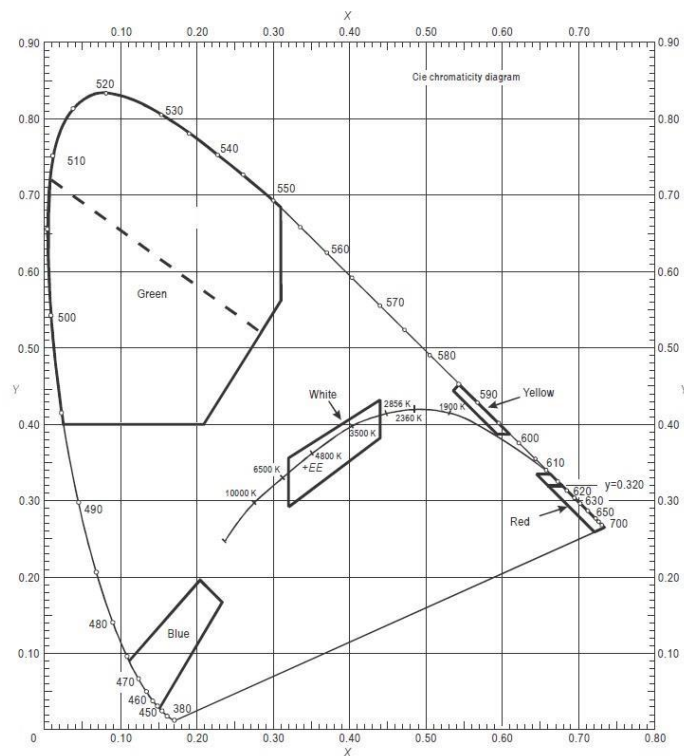 X
0.10 0.20 0.30 0.40 0.50 0.60 0.70 0.80
0.90 0.90
Cie chromaticity diagram
520
530
0.80 0.80
540
510
550
0.70 0.70
560
0.60 0.60
Green
570
500
0.50 0.50
580
Y Y
590 Yellow
White
2856 K
1900 K
2360 K
0.40 0.40
3500 K
600
4800 K
6500 K
+EE
610
10000 K
620 y=0.320
630
0.30 0.30
490
650
Red
700
0.20 0.20
480
Blue
0.10 0.10
470
460
450 380
0 0.10 0.20 0.30 0.40 0.50 0.60 0.70 0.80
X